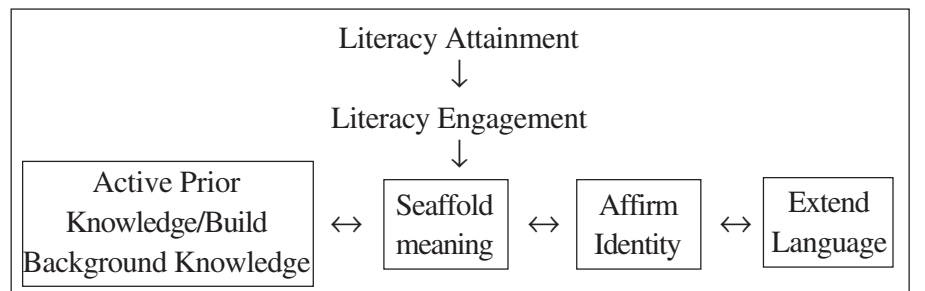 Literacy Attainment
↓
Literacy Engagement
↓
Active Prior
Knowledge/Build
Background Knowledge
↔
Seaffold
meaning
↔
Affirm
Identity
↔
Extend
Language